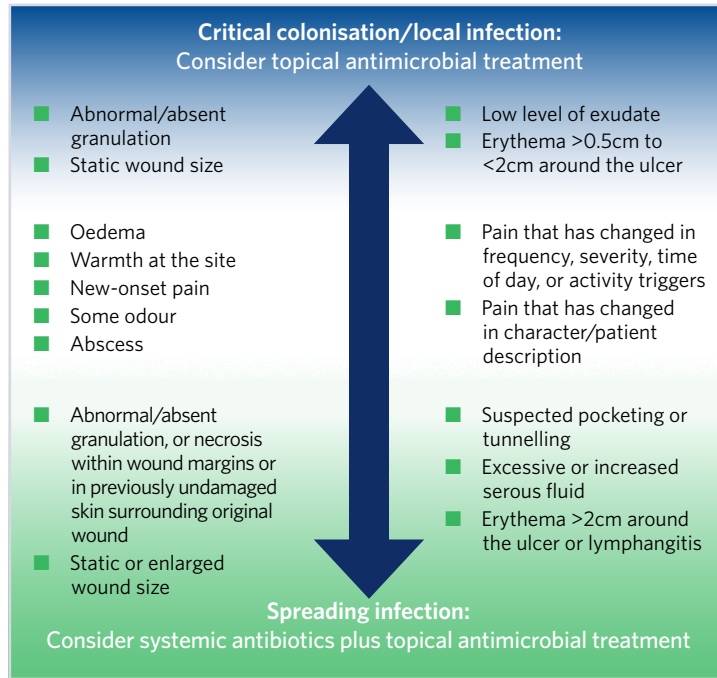 Critical colonisation/local infection:
Consider topical antimicrobial treatment
Abnormal/absent
granulation
Static wound size
Low level of exudate
Erythema >0.5cm to
<2cm around the ulcer
Oedema
Warmth at the site
New-onset pain
Some odour
Abscess
Pain that has changed in
frequency, severity, time
of day, or activity triggers
Pain that has changed
in character/patient
description
Abnormal/absent
granulation, or necrosis
within wound margins or
in previously undamaged
skin surrounding original
wound
Static or enlarged
wound size
Suspected pocketing or
tunnelling
Excessive or increased
serous fluid
Erythema >2cm around
the ulcer or lymphangitis
Spreading infection:
Consider systemic antibiotics plus topical antimicrobial treatment